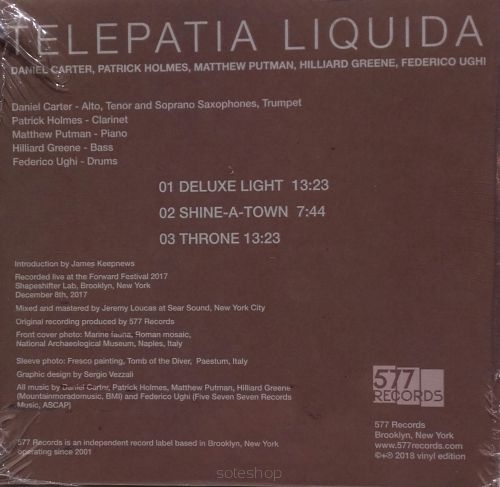 TELEPATIA LIQUIDA
DANIEL CARTER, PATRICK HOLMES, MATTHEW PUTMAN, HILLIARD GREENE, FEDERICO UGHI
Daniel Carter - Alto, Tenor and Soprano Saxophones, Trumpet
Patrick Holmes - Clarinet
Matthew Putman - Piano
Hilliard Greene - Bass
Federico Ughi - Drums
01 DELUXE LIGHT 13:23
02 SHINE-A-TOWN 7:44
03 THRONE 13:23
Introduction by James Keepnews
Recorded live at the Forward Festival 2017
Shapeshifter Lab, Brooklyn, New York
December 8th, 2017
Mixed and mastered by Jeremy Loucas at Sear Sound, New York City
Original recording produced by 577 Records
Front cover photo: Marine fauna, Roman mosaic,
National Archaeological Museum, Naples, Italy
Sleeve photo: Fresco painting, Tomb of the Diver, Paestum, Italy
Graphic design by Sergio Vezzali
All music by Daniel Carter, Patrick Holmes, Matthew Putman, Hilliard Greene
(Mountainmoradomusic, BMI) and Federico Ughi (Five Seven Seven Records
Music, ASCAP)
577 Records is an independent record label based in Brooklyn, New York
operating since 2001
577
RECORDS
577 Records
Brooklyn, New York
www.577records.com
©+℗ 2018 vinyl edition
soteshop